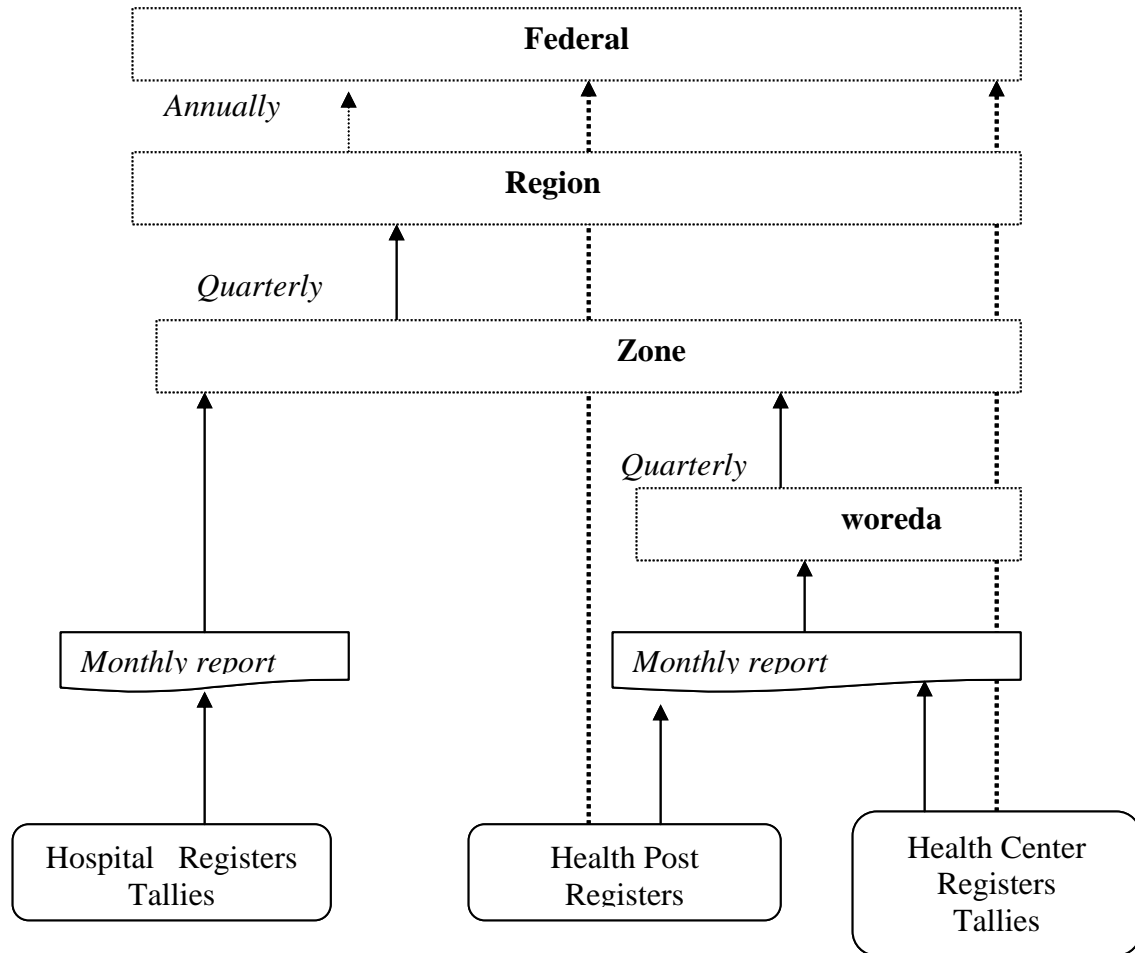 Federal
Annually
Region
Quarterly
Zone
Quarterly
woreda
Monthly report
Monthly report
Hospital Registers
Tallies
Health Post
Registers
Health Center
Registers
Tallies